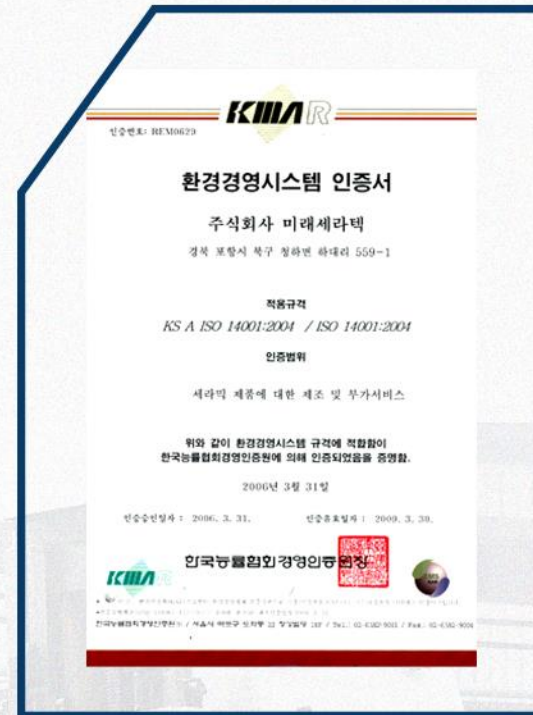 KMAR
인증번호: REM0620
환경경영시스템 인증서
주식회사 미래세라텍
경북 포항시 북구 청하면 하대리 559-1
적용규격
KS A ISO 14001:2004 / ISO 14001:2004
인증범위
세라믹 제품에 대한 제조 및 부가서비스
위와 같이 환경경영시스템 규격에 적합함이
한국능률협회경영인증원에 의해 인증되었음을 증명함.
2006년 3월 31일
인증승인일자 : 2006. 3. 31. 인증유효일자 : 2009. 3. 30.
한국능률협회경영인증원장
KMAR